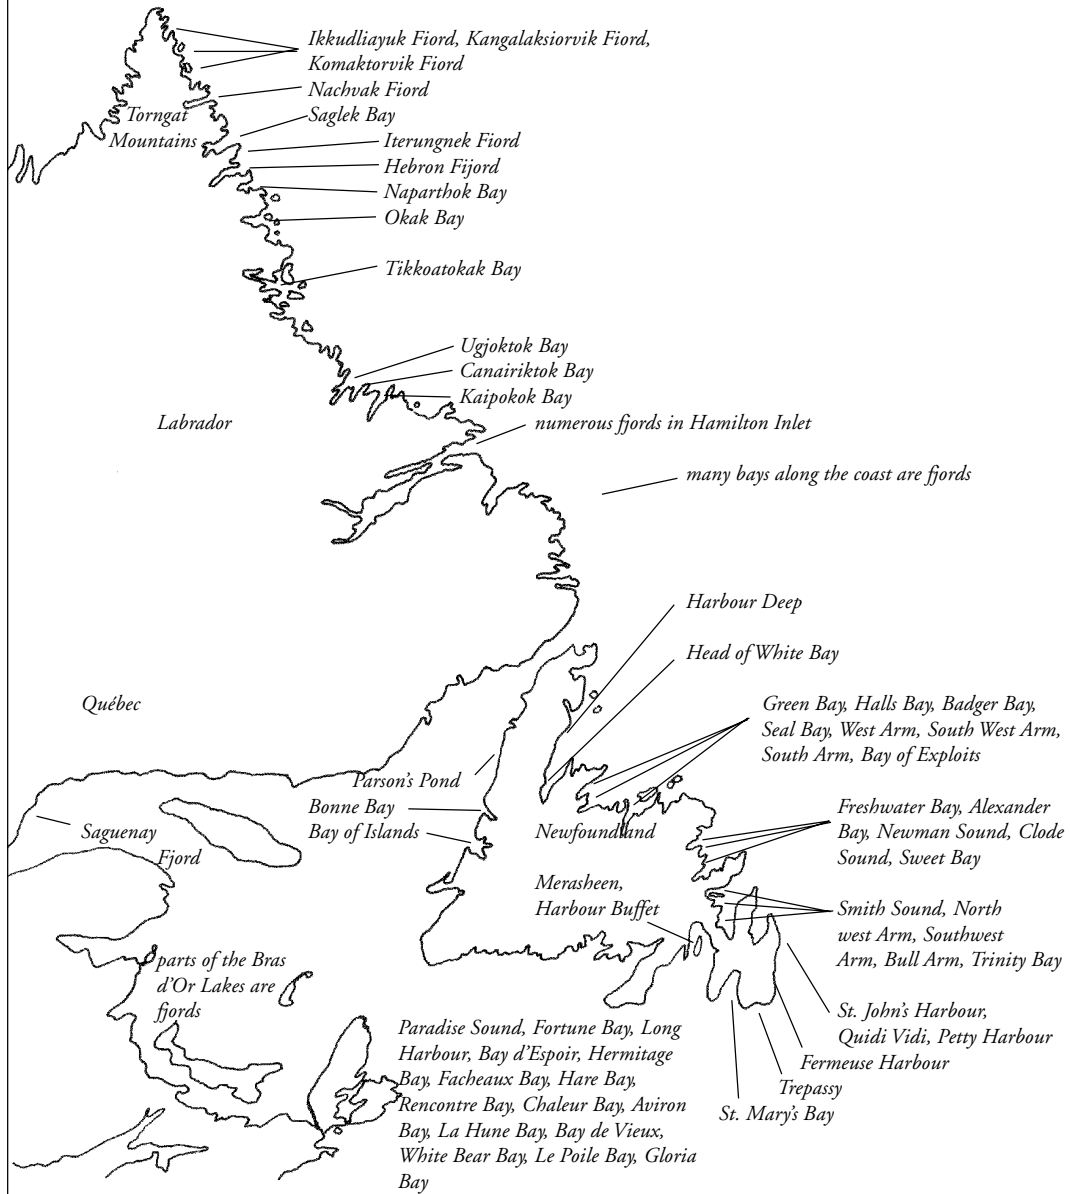 Ikkudliayuk Fiord, Kangalaksiorvik Fiord,
Komaktorvik Fiord
Nachvak Fiord
Torngat
Mountains
Saglek Bay
Iterungnek Fiord
Hebron Fijord
Naparthok Bay
Okak Bay
Tikkoatokak Bay
Ugjoktok Bay
Canairiktok Bay
Kaipokok Bay
Labrador
numerous fjords in Hamilton Inlet
many bays along the coast are fjords
Harbour Deep
Head of White Bay
Québec
Green Bay, Halls Bay, Badger Bay,
Seal Bay, West Arm, South West Arm,
South Arm, Bay of Exploits
Parson's Pond
Bonne Bay
Bay of Islands
Saguenay
Fjord
Newfoundland
Freshwater Bay, Alexander
Bay, Newman Sound, Clode
Sound, Sweet Bay
Merasheen,
Harbour Buffet
Smith Sound, North
west Arm, Southwest
Arm, Bull Arm, Trinity Bay
parts of the Bras
d'Or Lakes are
fjords
St. John's Harbour,
Quidi Vidi, Petty Harbour
Fermeuse Harbour
Trepassy
St. Mary's Bay
Paradise Sound, Fortune Bay, Long
Harbour, Bay d'Espoir, Hermitage
Bay, Facheaux Bay, Hare Bay,
Rencontre Bay, Chaleur Bay, Aviron
Bay, La Hune Bay, Bay de Vieux,
White Bear Bay, Le Poile Bay, Gloria
Bay